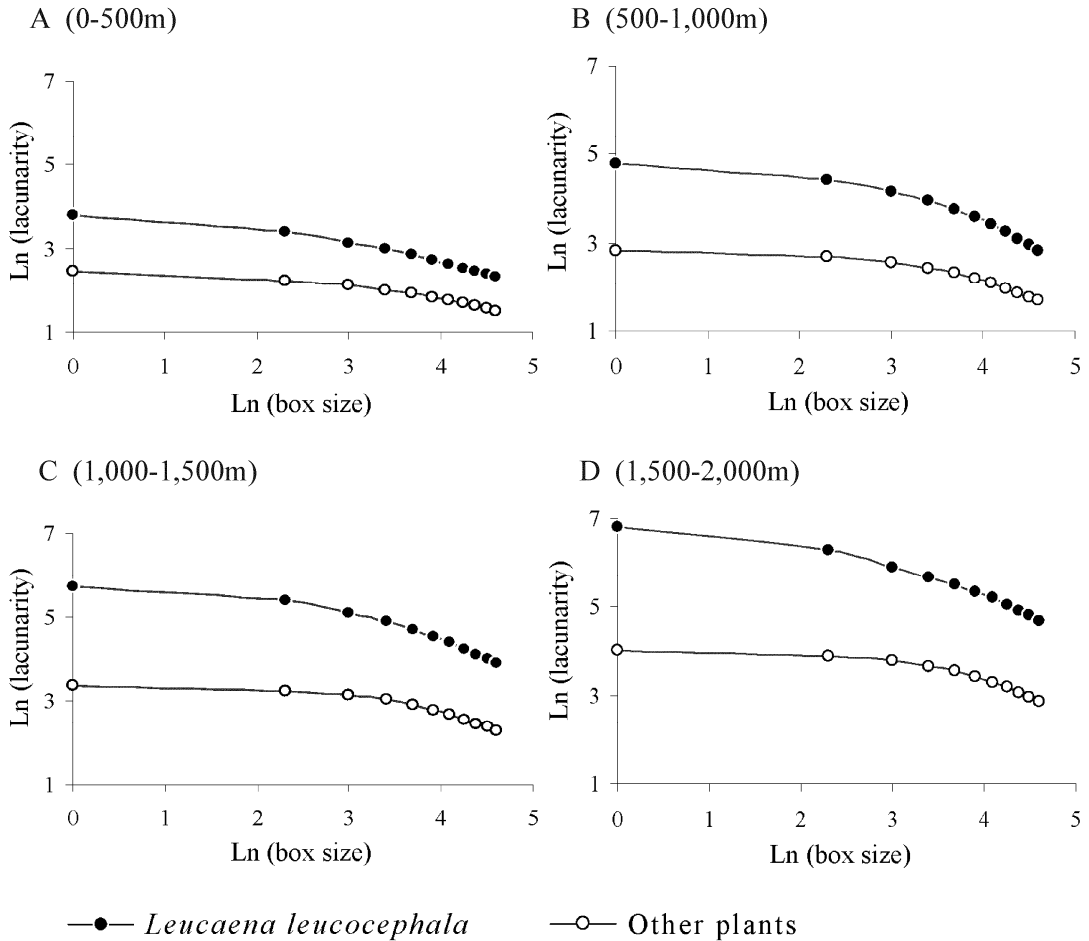 A (0-500m)
7
5
3
1
Ln (lacunarity)
0 1 2 3 4 5
Ln (box size)
B (500-1,000m)
7
5
3
1
Ln (lacunarity)
0 1 2 3 4 5
Ln (box size)
C (1,000-1,500m)
7
5
3
1
Ln (lacunarity)
0 1 2 3 4 5
Ln (box size)
D (1,500-2,000m)
7
5
3
1
Ln (lacunarity)
0 1 2 3 4 5
Ln (box size)
Leucaena leucocephala
Other plants